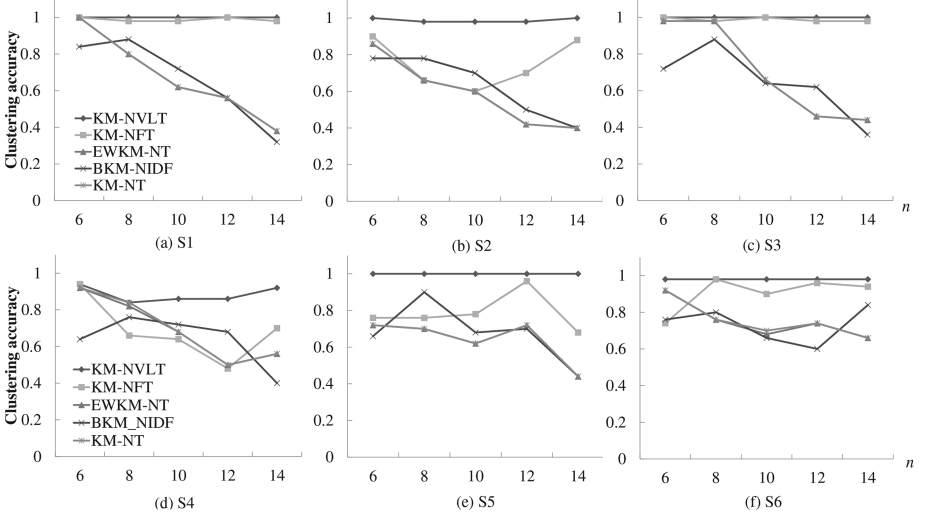 Clustering accuracy
1
0.8
0.6
0.4
0.2
0
KM-NVLT
KM-NFT
EWKM-NT
BKM-NIDF
KM-NT
6 8 10 12 14
(a) S1
1
0.8
0.6
0.4
0.2
0
6 8 10 12 14
(b) S2
1
0.8
0.6
0.4
0.2
0
6 8 10 12 14
n
(c) S3
Clustering accuracy
1
0.8
0.6
0.4
0.2
0
KM-NVLT
KM-NFT
EWKM-NT
BKM_NIDF
KM-NT
6 8 10 12 14
(d) S4
1
0.8
0.6
0.4
0.2
0
6 8 10 12 14
(e) S5
1
0.8
0.6
0.4
0.2
0
6 8 10 12 14
n
(f) S6